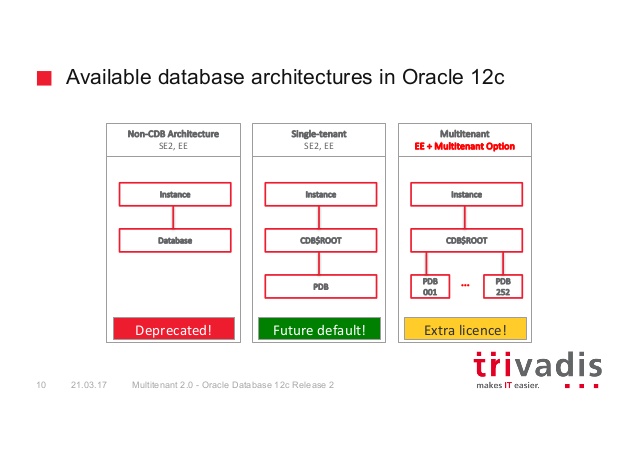 Available database architectures in Oracle 12c
Non-CDB Architecture
SE2, EE
Instance
Database
Deprecated!
Single-tenant
SE2, EE
Instance
CDB$ROOT
PDB
Future default!
Multitenant
EE + Multitenant Option
Instance
CDB$ROOT
PDB
001
...
PDB
252
Extra licence!
trivadis
makes IT easier.
10 21.03.17 Multitenant 2.0 - Oracle Database 12c Release 2